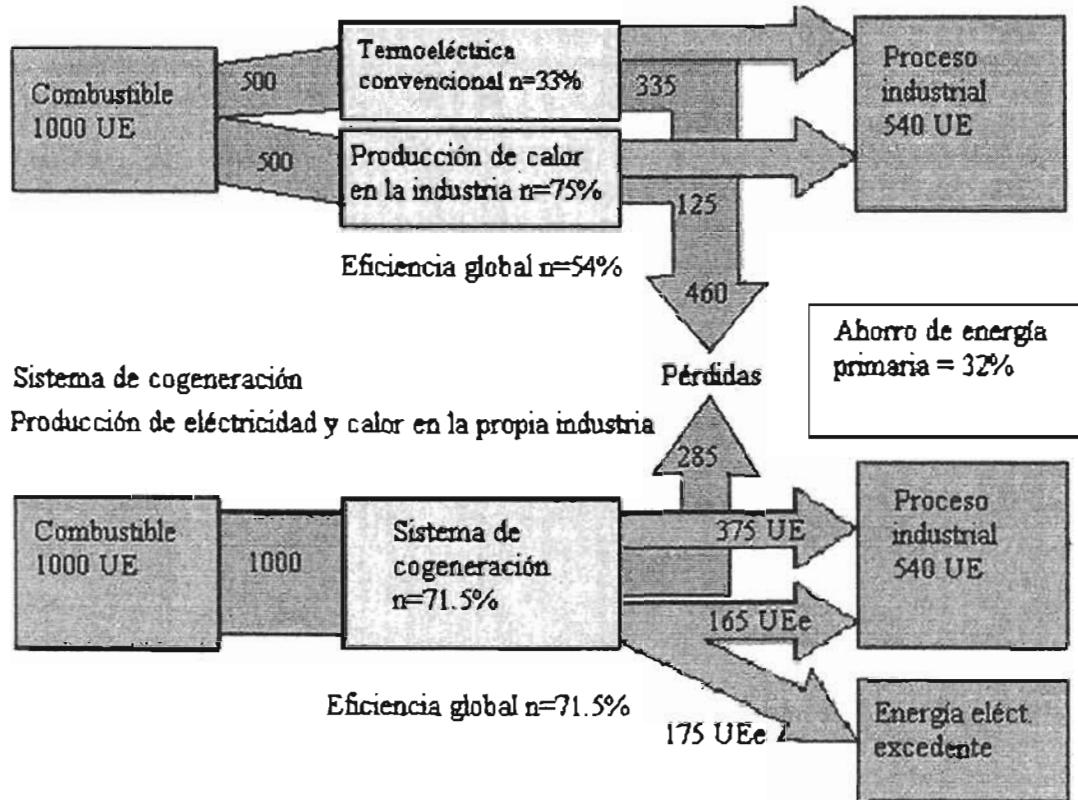 Combustible
1000 UE
500
500
Termoeléctrica
convencional n=33%
Producción de calor
en la industria n=75%
Eficiencia global n=54%
335
125
460
Pérdidas
Proceso
industrial
540 UE
Ahorro de energía
primaria = 32%
Sistema de cogeneración
Producción de eléctricidad y calor en la propia industria
Combustible
1000 UE
1000
Sistema de
cogeneración
n=71.5%
Eficiencia global n=71.5%
285
375 UE
165 UEe
175 UEe
Proceso
industrial
540 UE
Energía eléct.
excedente